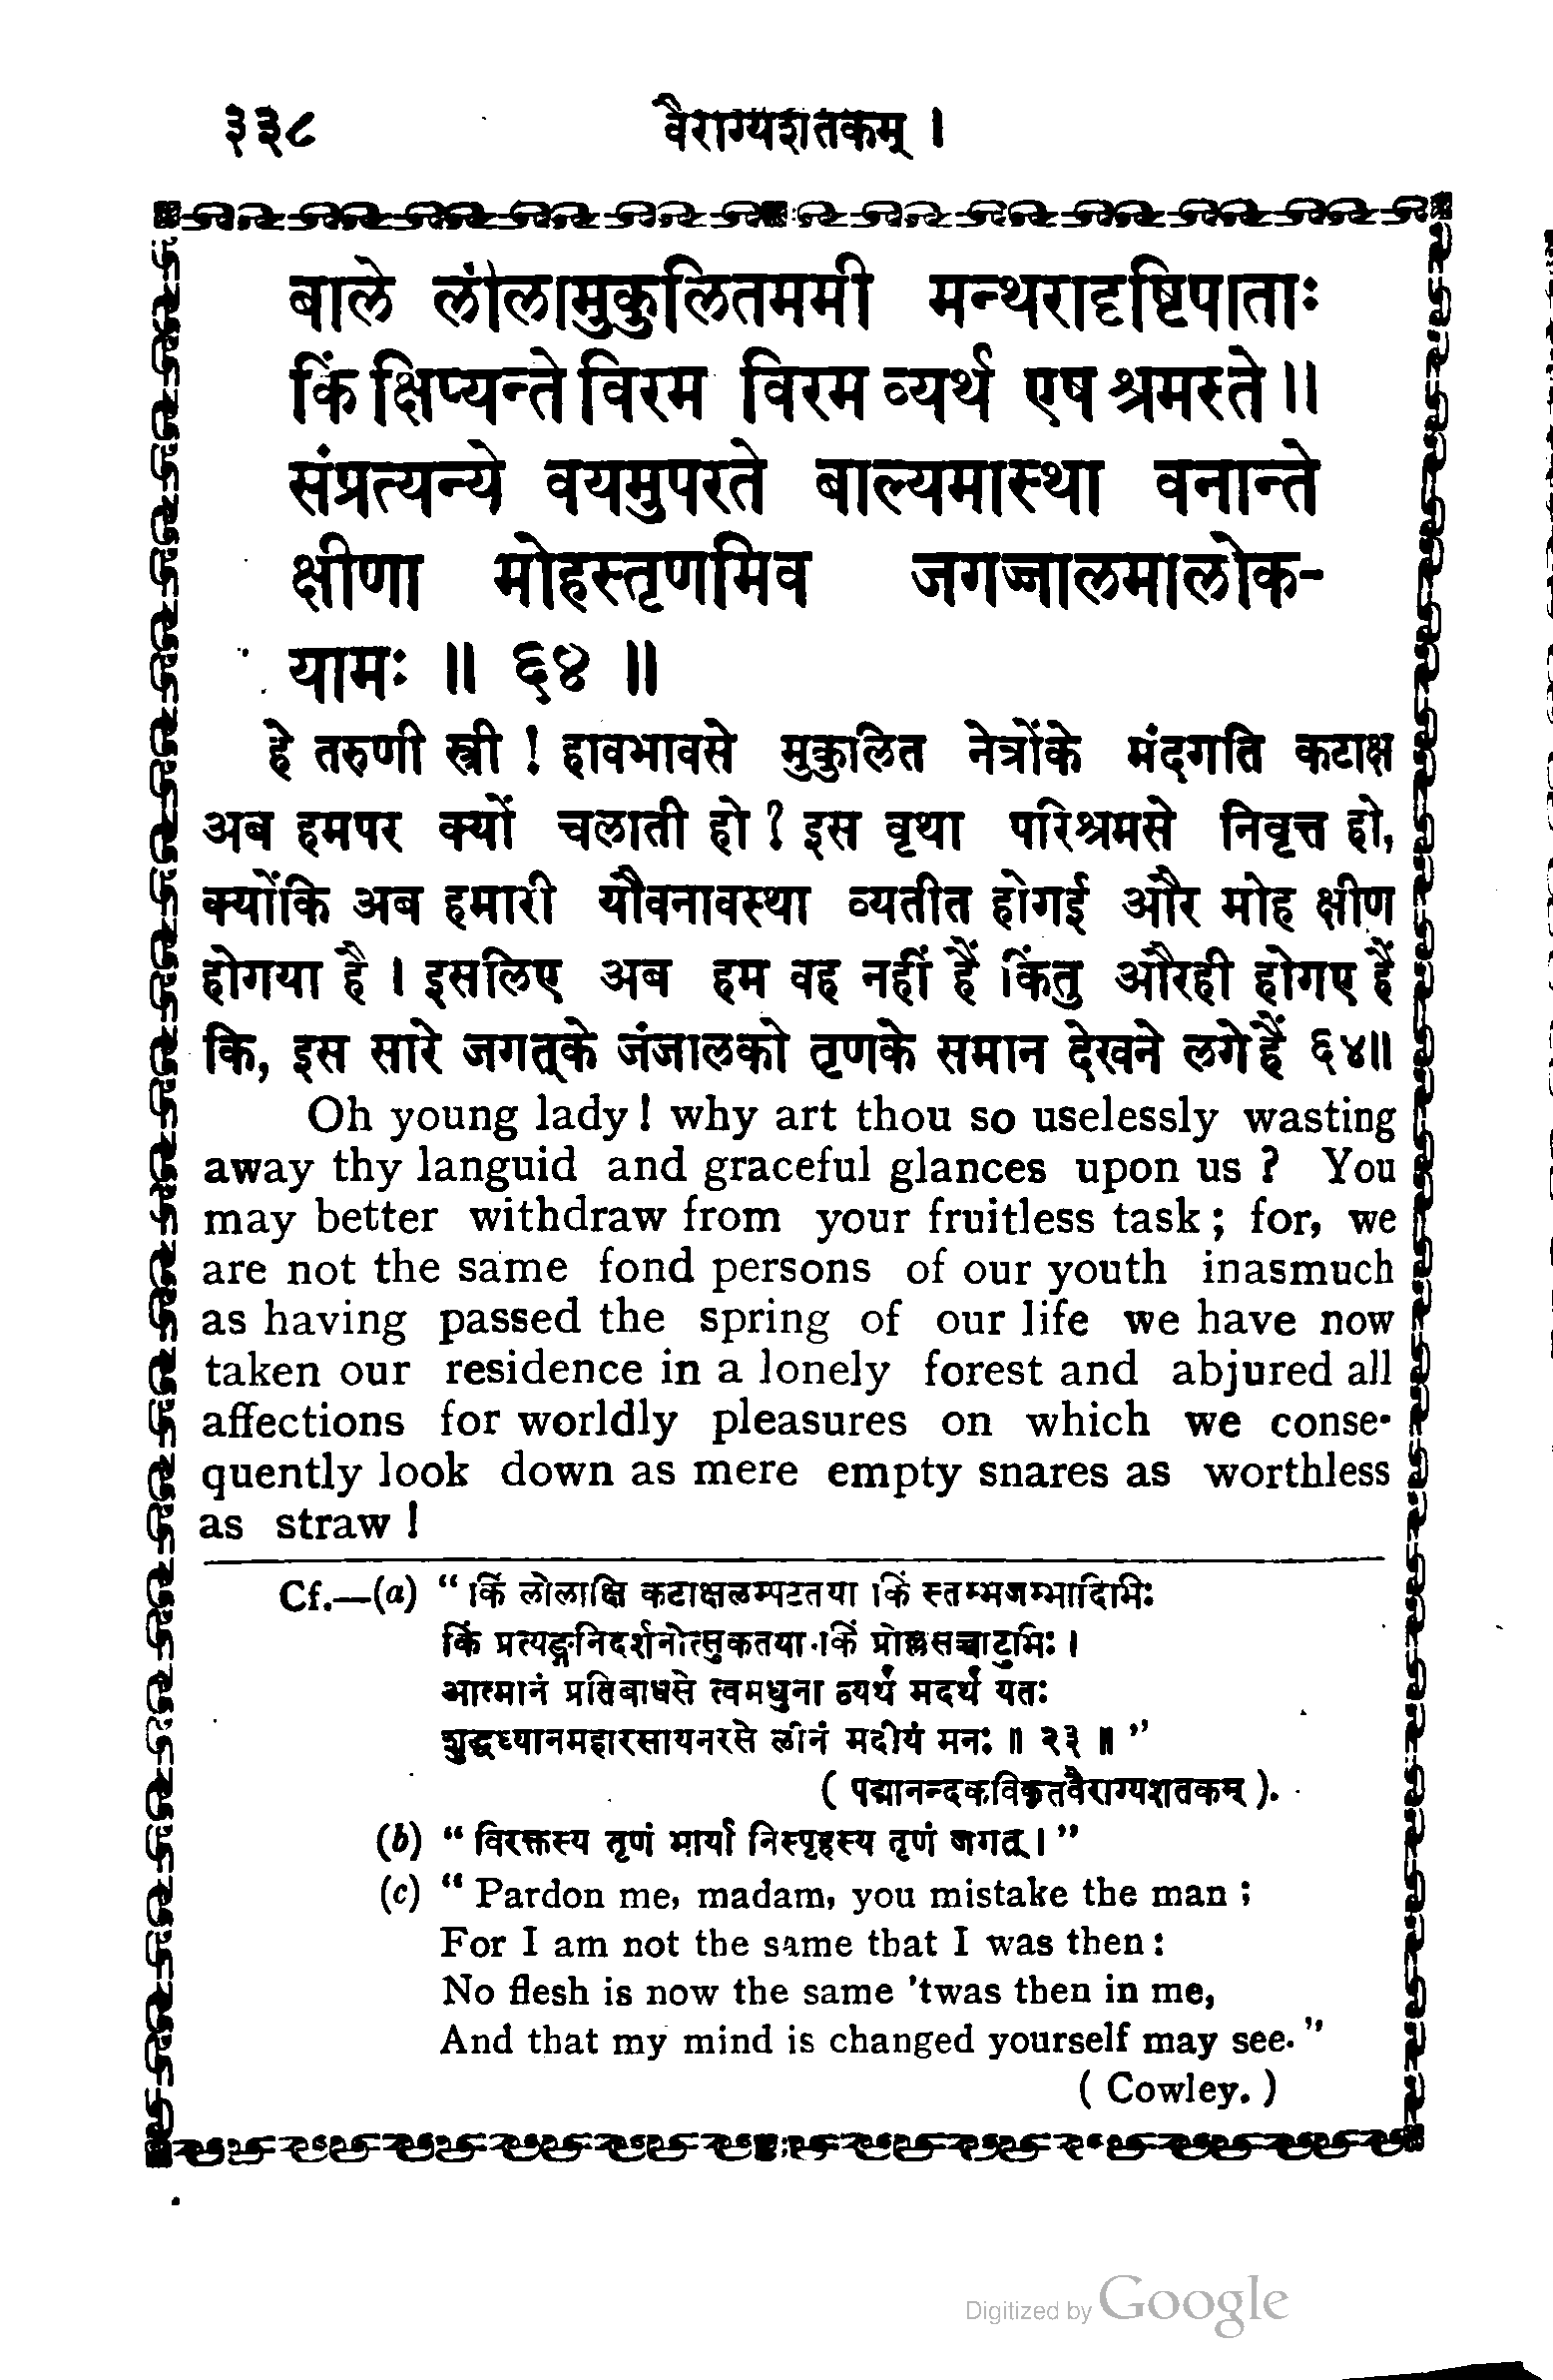 ३३८ वैराग्यशतकम् ।
बाले लीलामुकुलितममी मन्थरादृष्टिपाताः
किं क्षिप्यन्ते विरम विरम व्यर्थ एष श्रमस्ते ॥
संप्रत्यन्ये वयमुपरते बाल्यमास्था वनान्ते
क्षीणा मोहस्तृणमिव जगज्जालमालोक-
यामः ॥ ६४ ॥
हे तरुणी स्त्री ! हावभावसे मुकुलित नेत्रोंके मंदगति कटाक्ष
अब हमपर क्यों चलाती हो ? इस वृथा परिश्रमसे निवृत्त हो,
क्योंकि अब हमारी यौवनावस्था व्यतीत होगई और मोह क्षीण
होगया है । इसलिए अब हम वह नहीं हैं किंतु औरही होगए हैं
कि, इस सारे जगत्के जंजालको तृणके समान देखने लगे हैं ६४॥
Oh young lady! why art thou so uselessly wasting
away thy languid and graceful glances upon us ? You
may better withdraw from your fruitless task; for, we
are not the same fond persons of our youth inasmuch
as having passed the spring of our life we have now
taken our residence in a lonely forest and abjured all
affections for worldly pleasures on which we conse-
quently look down as mere empty snares as worthless
as straw !
Cf.—(a) “ किं लोलाक्षि कटाक्षलम्पटतया किं स्तम्भजम्भादिभिः
किं प्रत्यङ्गनिदर्शनोत्सुकतया किं प्रोल्लसच्चाटुभिः ।
आत्मानं प्रतिबाधसे त्वमधुना व्यर्थं मदर्थं यतः
शुद्धध्यानमहारसायनरसे लीनं मदीयं मनः ॥ २३ ॥ ”
( पद्मानन्दकविकृतवैराग्यशतकम् ).
(b) “ विरक्तस्य तृणं भार्या निस्पृहस्य तृणं जगत् । ”
(c) “ Pardon me, madam, you mistake the man ;
For I am not the same that I was then:
No flesh is now the same ’twas then in me,
And that my mind is changed yourself may see. ”
( Cowley. )
Digitized by Google